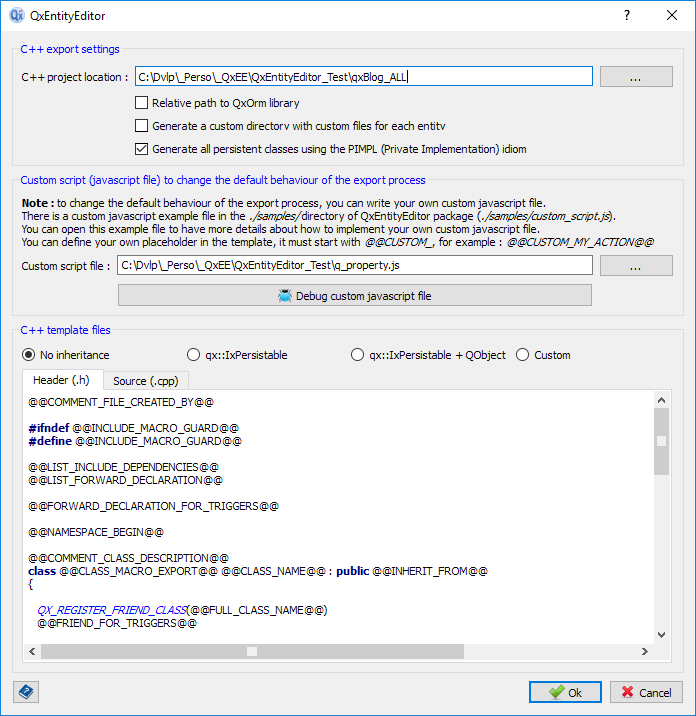 QxEntityEditor
C++ export settings
C++ project location :
C:\Dvlp\_Perso\_QxEE\QxEntityEditor_Test\qxBlog_ALL
...
Relative path to QxOrm library
Generate a custom directory with custom files for each entity
Generate all persistent classes using the PIMPL (Private Implementation) idiom
Custom script (javascript file) to change the default behaviour of the export process
Note : to change the default behaviour of the export process, you can write your own custom javascript file.
There is a custom javascript example file in the ./samples/ directory of QxEntityEditor package (./samples/custom_script.js).
You can open this example file to have more details about how to implement your own custom javascript file.
You can define your own placeholder in the template, it must start with @@CUSTOM_, for example : @@CUSTOM_MY_ACTION@@
Custom script file :
C:\Dvlp\_Perso\_QxEE\QxEntityEditor_Test\q_property.js
...
Debug custom javascript file
C++ template files
No inheritance
qx::IxPersistable
qx::IxPersistable + QObject
Custom
Header (.h)
Source (.cpp)
@@COMMENT_FILE_CREATED_BY@@
#ifndef @@INCLUDE_MACRO_GUARD@@
#define @@INCLUDE_MACRO_GUARD@@
@@LIST_INCLUDE_DEPENDENCIES@@
@@LIST_FORWARD_DECLARATION@@
@@FORWARD_DECLARATION_FOR_TRIGGERS@@
@@NAMESPACE_BEGIN@@
@@COMMENT_CLASS_DESCRIPTION@@
class @@CLASS_MACRO_EXPORT@@ @@CLASS_NAME@@ : public @@INHERIT_FROM@@
{
QX_REGISTER_FRIEND_CLASS(@@FULL_CLASS_NAME@@)
@@FRIEND_FOR_TRIGGERS@@
Ok
Cancel